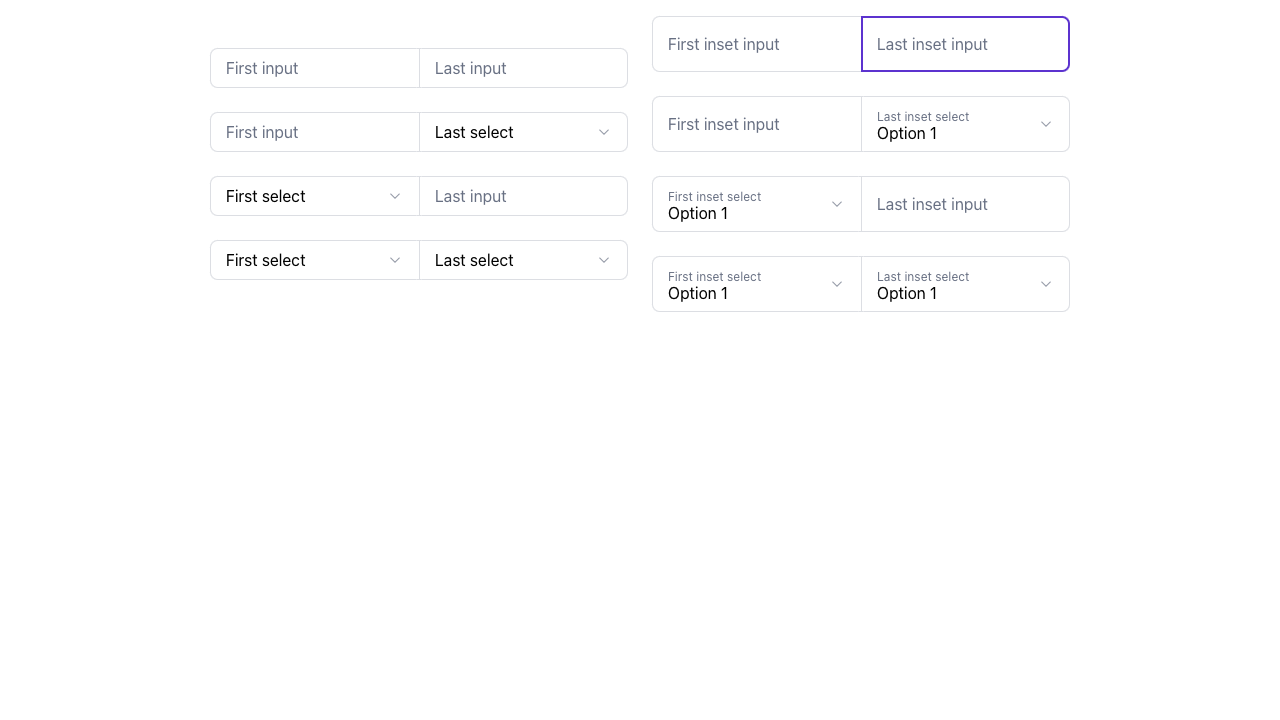 First input
Last input
First input
Last select
First select
Last input
First select
Last select
First inset input
Last inset input
First inset input
Last inset select
Option 1
First inset select
Option 1
Last inset input
First inset select
Option 1
Last inset select
Option 1